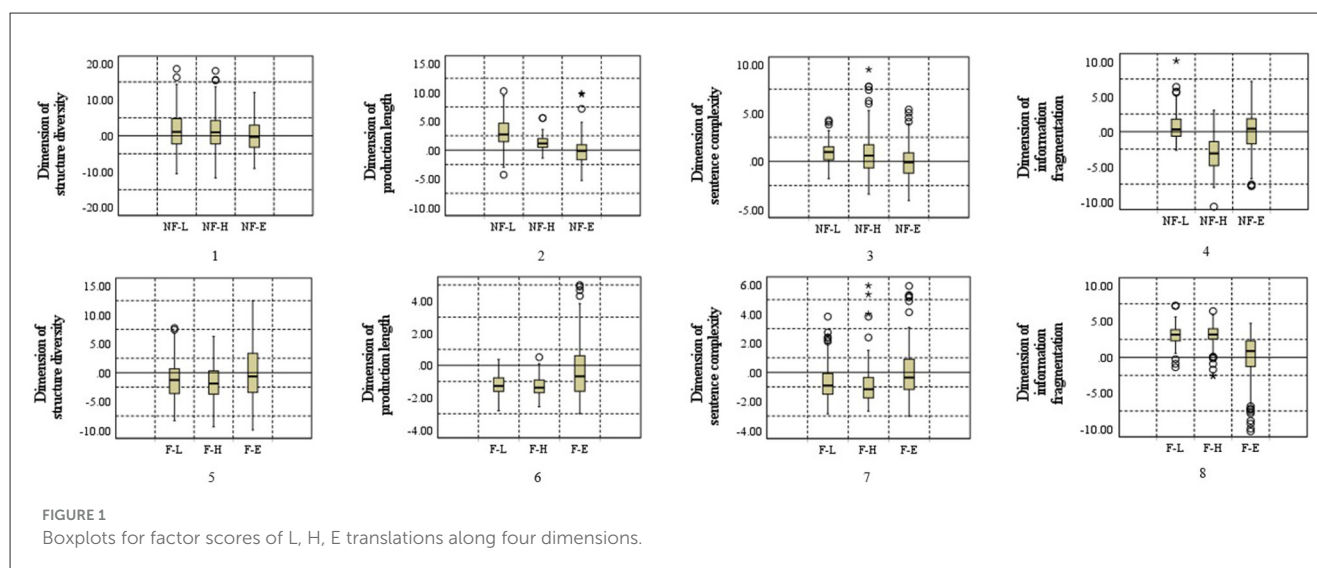 Dimension of
structure diversity
20.00
10.00
.00
-10.00
-20.00
NF-L NF-H NF-E
1
Dimension of
production length
15.00
10.00
5.00
.00
-5.00
-10.00
NF-L NF-H NF-E
2
Dimension of
sentence complexity
10.00
5.00
.00
-5.00
NF-L NF-H NF-E
3
Dimension of
information
fragmentation
10.00
5.00
.00
-5.00
-10.00
NF-L NF-H NF-E
4
Dimension of
structure diversity
15.00
10.00
5.00
.00
-5.00
-10.00
F-L F-H F-E
5
Dimension of
production length
4.00
2.00
.00
-2.00
-4.00
F-L F-H F-E
6
Dimension of
sentence complexity
6.00
4.00
2.00
.00
-2.00
-4.00
F-L F-H F-E
7
Dimension of
information
fragmentation
10.00
5.00
.00
-5.00
-10.00
F-L F-H F-E
8
FIGURE 1
Boxplots for factor scores of L, H, E translations along four dimensions.